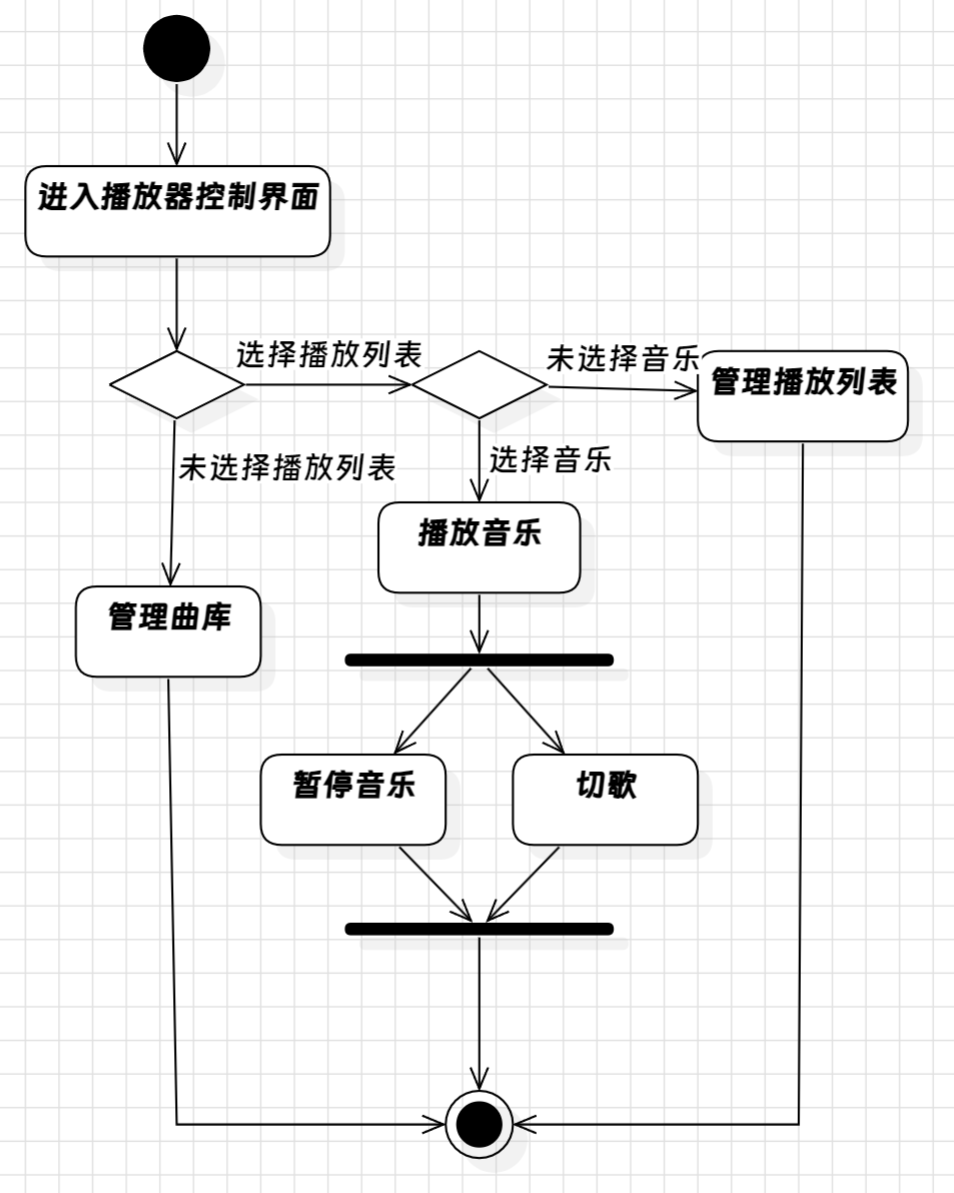 进入播放器控制界面
选择播放列表
未选择音乐
管理播放列表
未选择播放列表
选择音乐
播放音乐
管理曲库
暂停音乐
切歌